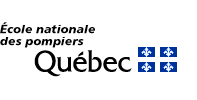 École nationale
des pompiers
Québec